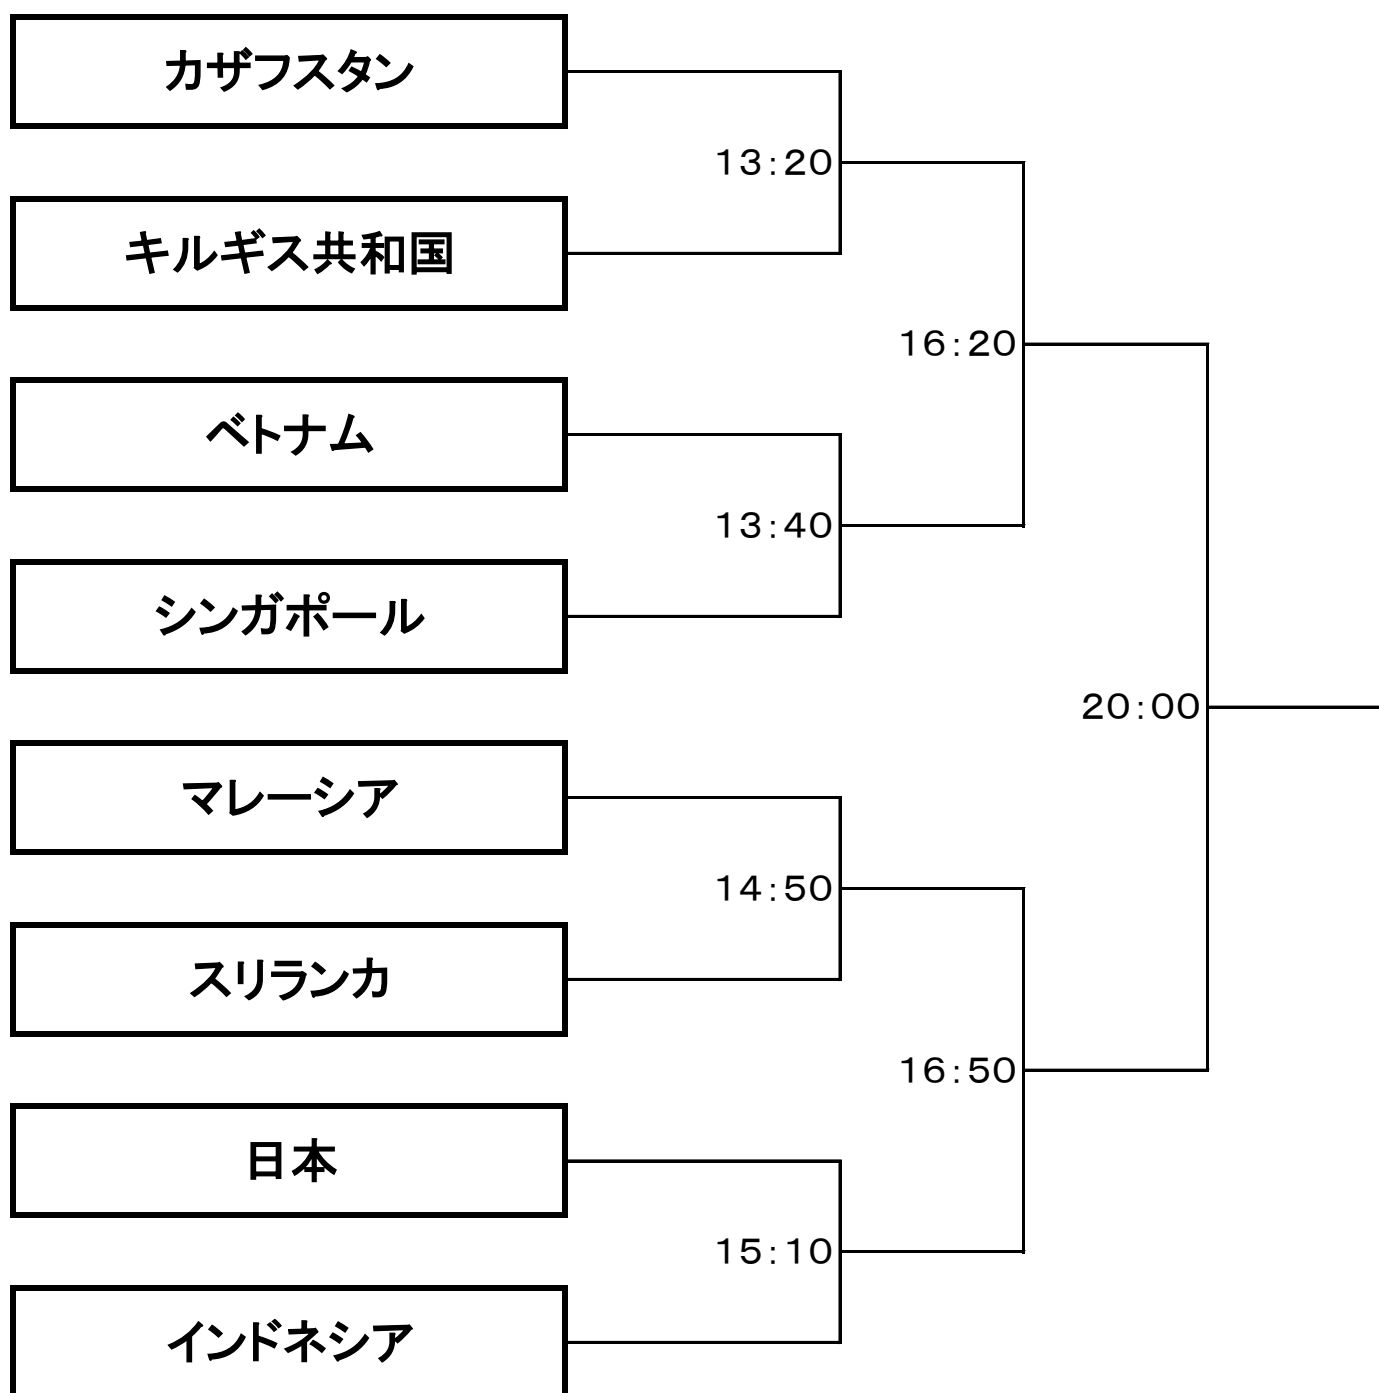 カザフスタン
13:20
キルギス共和国
16:20
ベトナム
13:40
シンガポール
20:00
マレーシア
14:50
スリランカ
16:50
日本
15:10
インドネシア